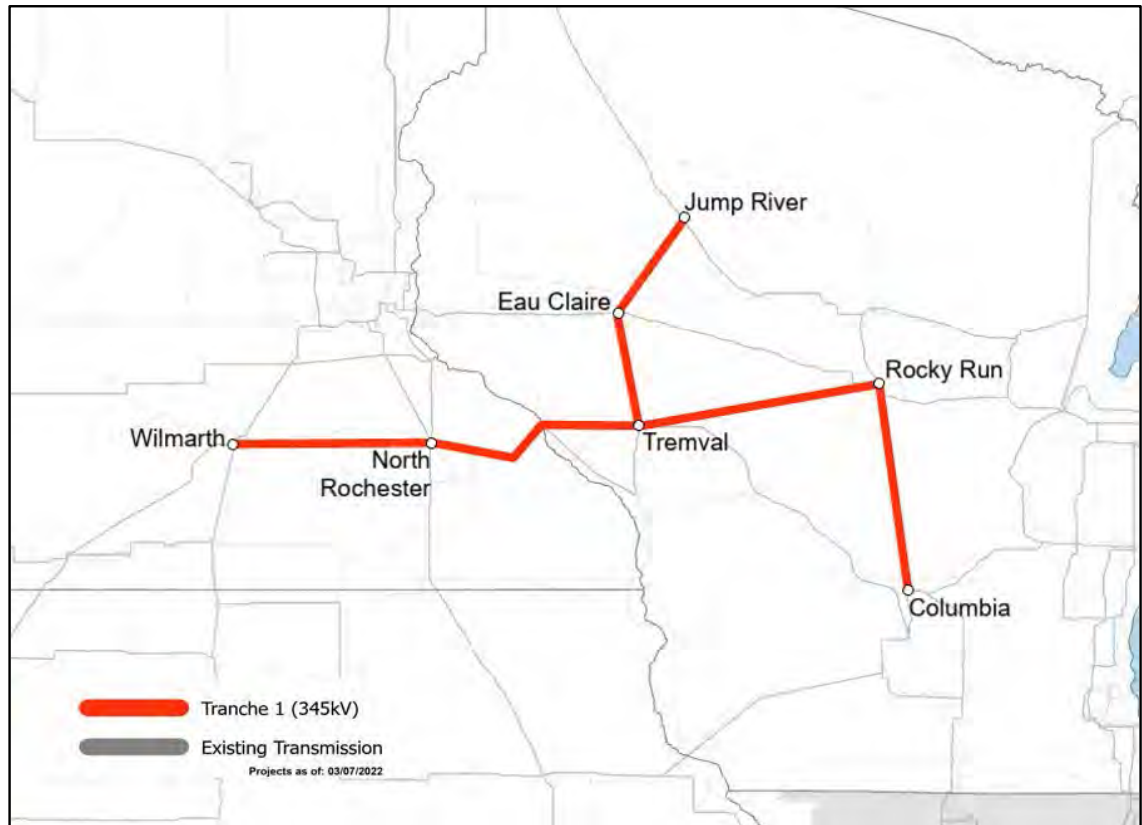 Jump River
Eau Claire
Rocky Run
Wilmarth
Tremval
North
Rochester
Columbia
Tranche 1 (345kV)
Existing Transmission
Projects as of: 03/07/2022